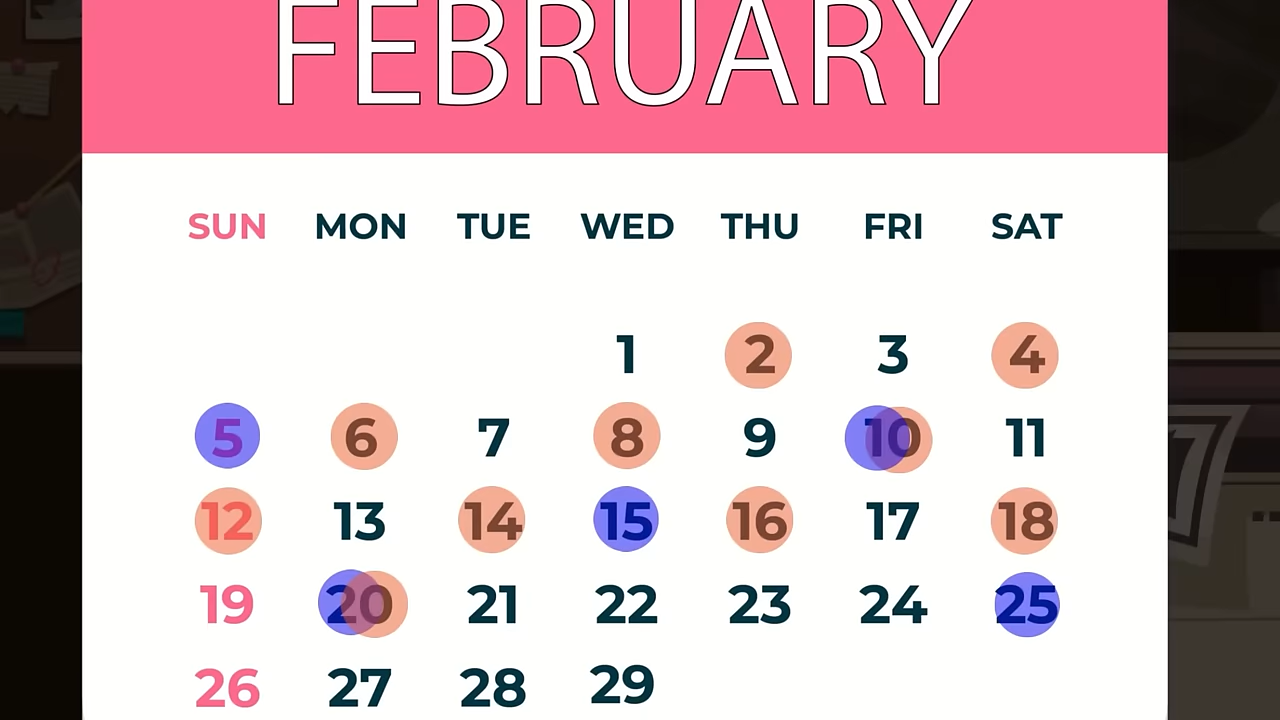 FEBRUARY
SUN MON TUE WED THU FRI SAT
1 2 3 4
5 6 7 8 9 10 11
12 13 14 15 16 17 18
19 20 21 22 23 24 25
26 27 28 29